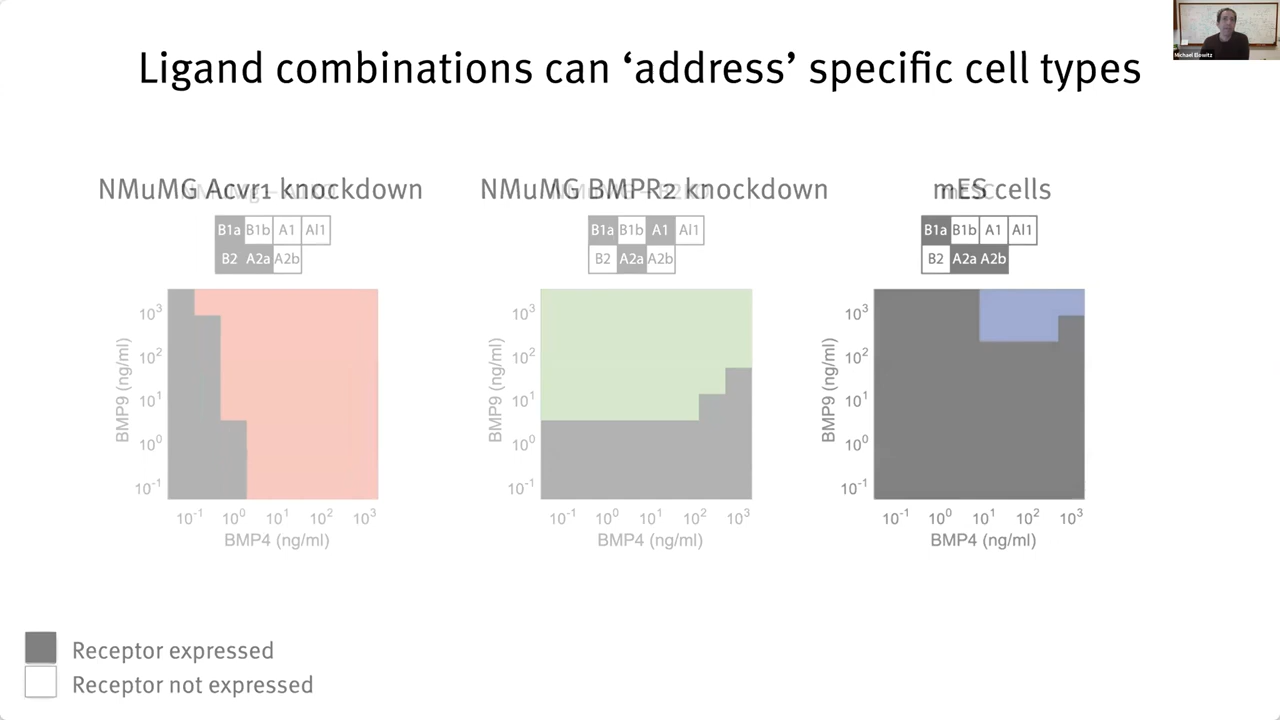 Ligand combinations can ‘address’ specific cell types
Michael Elowitz
NMuMG Acvr1 knockdown
B1a B1b A1 Al1
B2 A2a A2b
10³
10²
10¹
10⁰
10⁻¹
BMP9 (ng/ml)
10⁻¹ 10⁰ 10¹ 10² 10³
BMP4 (ng/ml)
NMuMG BMPR2 knockdown
B1a B1b A1 Al1
B2 A2a A2b
10³
10²
10¹
10⁰
10⁻¹
BMP9 (ng/ml)
10⁻¹ 10⁰ 10¹ 10² 10³
BMP4 (ng/ml)
mES cells
B1a B1b A1 Al1
B2 A2a A2b
10³
10²
10¹
10⁰
10⁻¹
BMP9 (ng/ml)
10⁻¹ 10⁰ 10¹ 10² 10³
BMP4 (ng/ml)
Receptor expressed
Receptor not expressed